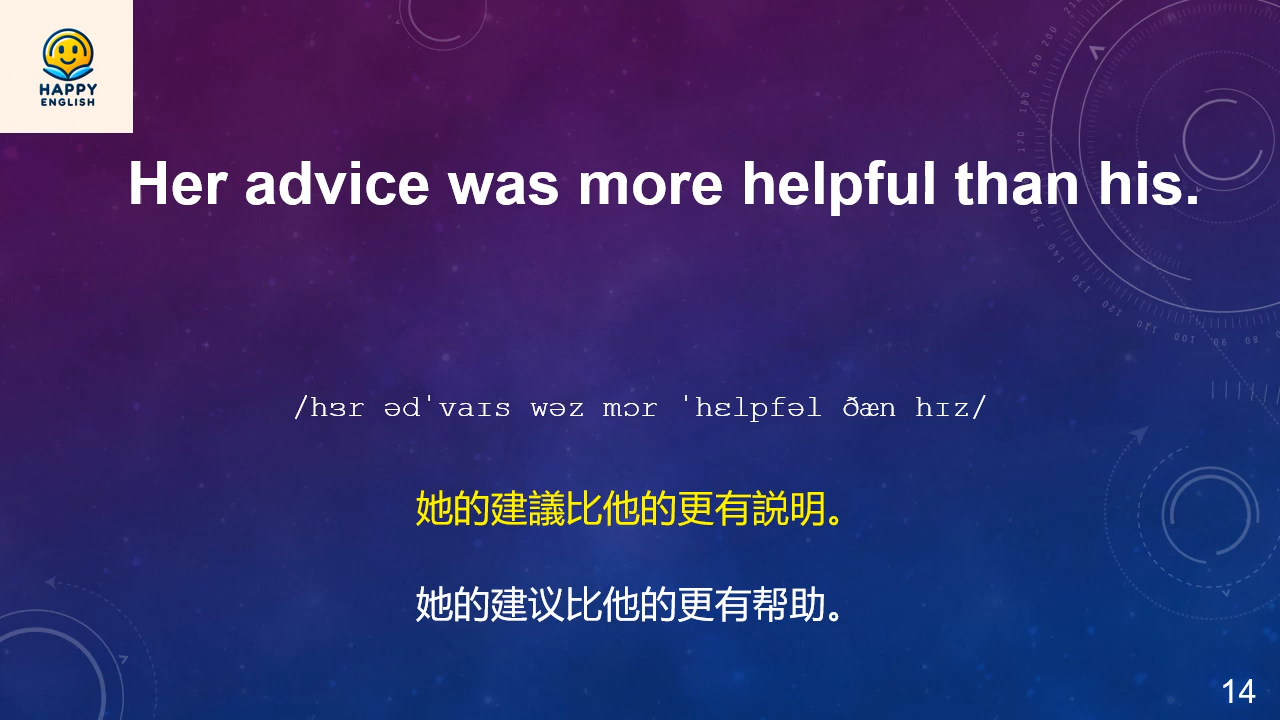 HAPPY
ENGLISH
Her advice was more helpful than his.
/hɜr ədˈvaɪs wəz mɔr ˈhɛlpfəl ðæn hɪz/
她的建議比他的更有説明。
她的建议比他的更有帮助。
14